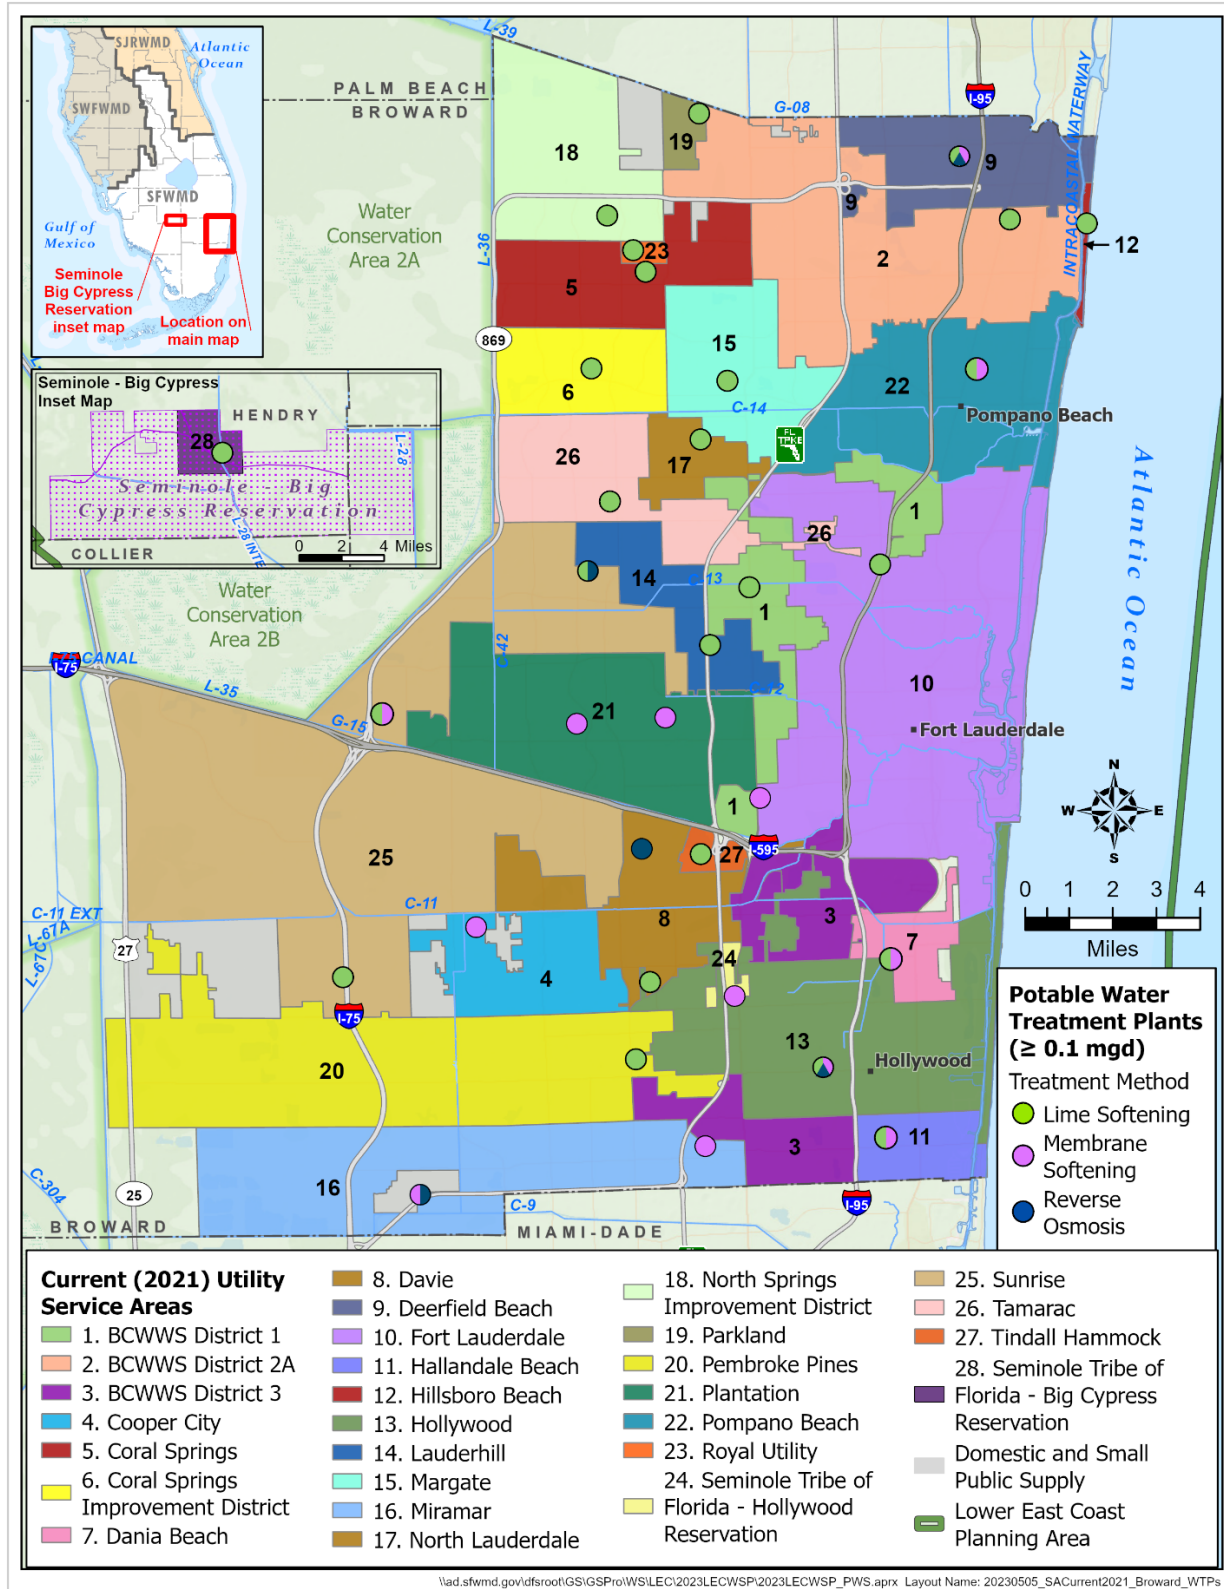 SJRWMD
Atlantic
Ocean
SWFWMD
SFWMD
Gulf of
Mexico
Seminole
Big Cypress
Reservation
inset map
Location on
main map
L-39
PALM BEACH
BROWARD
G-08
I-95
INTRACOASTAL WATERWAY
19
18
9
9
Water
Conservation
Area 2A
L-36
23
2
12
5
869
15
6
22
C-14
Pompano Beach
FL
TPKE
Seminole - Big Cypress
Inset Map
HENDRY
28
L-28
Seminole - Big
Cypress Reservation
L-28 INTE
COLLIER
0 2 4 Miles
26
17
1
26
Atlantic Ocean
14
C-13
1
Water
Conservation
Area 2B
C-42
I-75 CANAL
I-75
L-35
G-15
C-12
10
21
Fort Lauderdale
N
W E
S
1
I-595
27
25
0 1 2 3 4
Miles
C-11 EXT
L-67A
L-67C
27
C-11
8
3
7
24
4
I-75
13
Hollywood
20
3
11
16
C-304
25
C-9
I-95
BROWARD
MIAMI-DADE
Potable Water
Treatment Plants
(≥ 0.1 mgd)
Treatment Method
Lime Softening
Membrane
Softening
Reverse
Osmosis
Current (2021) Utility
Service Areas
1. BCWWS District 1
2. BCWWS District 2A
3. BCWWS District 3
4. Cooper City
5. Coral Springs
6. Coral Springs
Improvement District
7. Dania Beach
8. Davie
9. Deerfield Beach
10. Fort Lauderdale
11. Hallandale Beach
12. Hillsboro Beach
13. Hollywood
14. Lauderhill
15. Margate
16. Miramar
17. North Lauderdale
18. North Springs
Improvement District
19. Parkland
20. Pembroke Pines
21. Plantation
22. Pompano Beach
23. Royal Utility
24. Seminole Tribe of
Florida - Hollywood
Reservation
25. Sunrise
26. Tamarac
27. Tindall Hammock
28. Seminole Tribe of
Florida - Big Cypress
Reservation
Domestic and Small
Public Supply
Lower East Coast
Planning Area
\\ad.sfwmd.gov\dfsroot\GS\GSPro\WS\LEC\2023LECWSP\2023LECWSP_PWS.aprx Layout Name: 20230505_SACurrent2021_Broward_WTPs